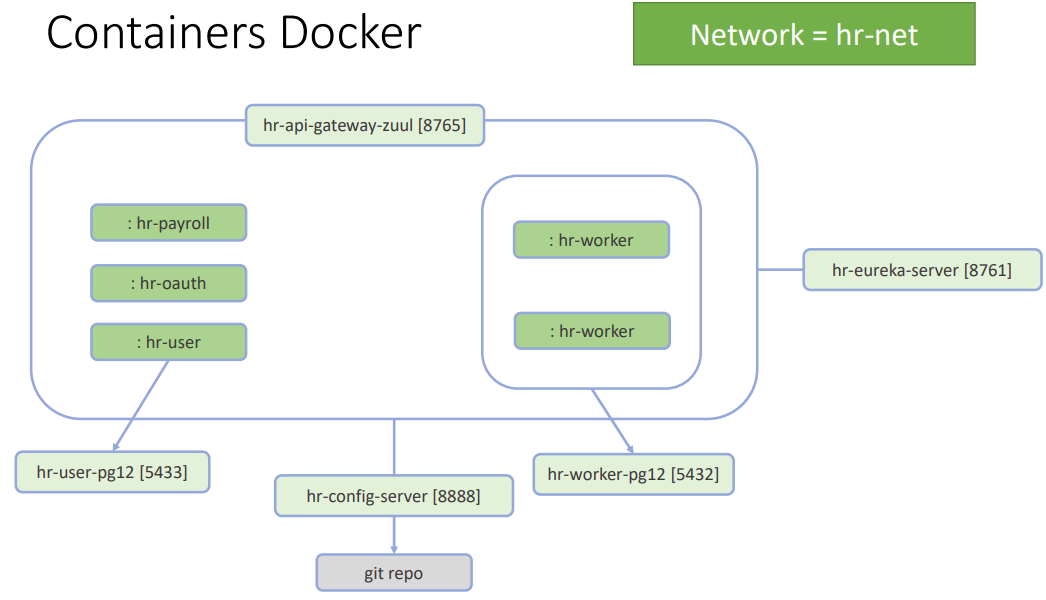 Containers Docker
Network = hr-net
hr-api-gateway-zuul [8765]
: hr-payroll
: hr-oauth
: hr-user
: hr-worker
: hr-worker
hr-eureka-server [8761]
hr-user-pg12 [5433]
hr-config-server [8888]
hr-worker-pg12 [5432]
git repo